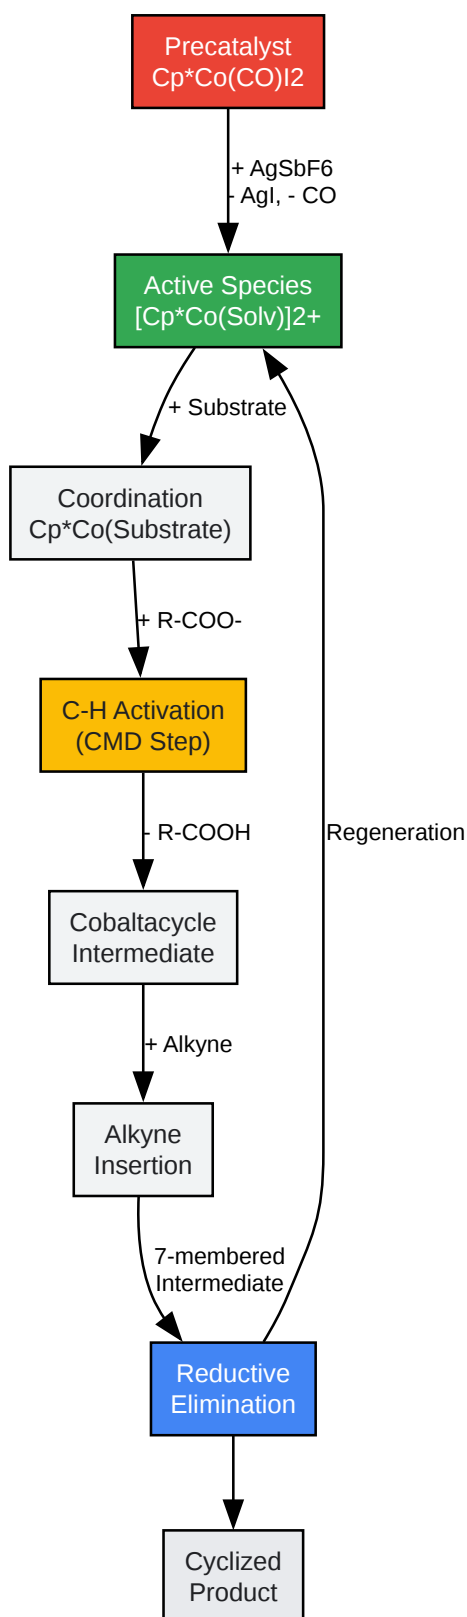 Precatalyst
Cp*Co(CO)I2
+ AgSbF6
- AgI, - CO
Active Species
[Cp*Co(Solv)]2+
+ Substrate
Coordination
Cp*Co(Substrate)
+ R-COO-
C-H Activation
(CMD Step)
- R-COOH
Regeneration
Cobaltacycle
Intermediate
+ Alkyne
Alkyne
Insertion
7-membered
Intermediate
Reductive
Elimination
Cyclized
Product